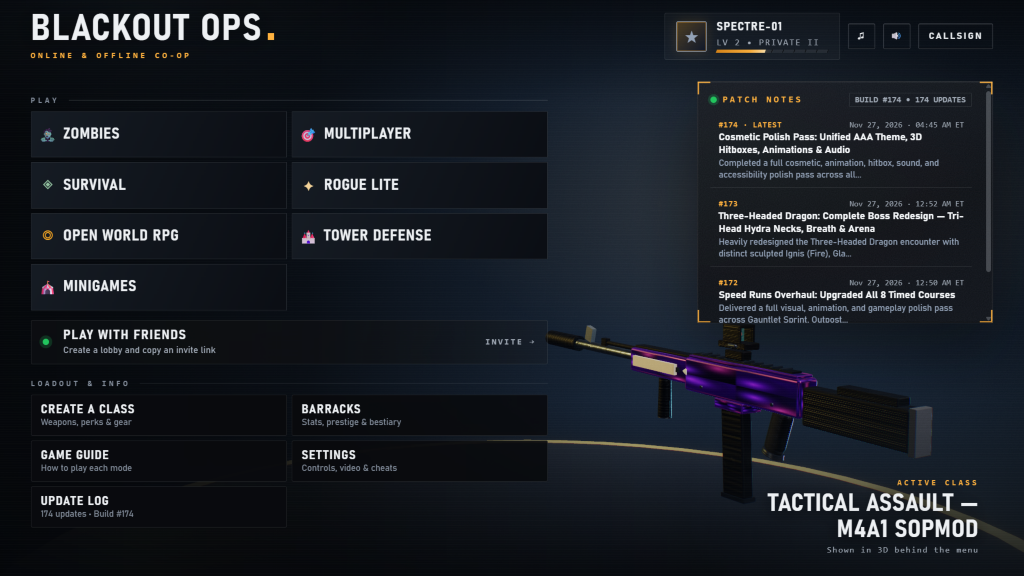 BLACKOUT OPS.
ONLINE & OFFLINE CO-OP
SPECTRE-01
LV 2 • PRIVATE II
CALLSIGN
PLAY
ZOMBIES
MULTIPLAYER
SURVIVAL
ROGUE LITE
OPEN WORLD RPG
TOWER DEFENSE
MINIGAMES
PLAY WITH FRIENDS
Create a lobby and copy an invite link
INVITE →
LOADOUT & INFO
CREATE A CLASS
Weapons, perks & gear
BARRACKS
Stats, prestige & bestiary
GAME GUIDE
How to play each mode
SETTINGS
Controls, video & cheats
UPDATE LOG
174 updates · Build #174
PATCH NOTES
BUILD #174 • 174 UPDATES
#174 · LATEST
Nov 27, 2026 · 04:45 AM ET
Cosmetic Polish Pass: Unified AAA Theme, 3D
Hitboxes, Animations & Audio
Completed a full cosmetic, animation, hitbox, sound, and
accessibility polish pass across all…
#173
Nov 27, 2026 · 12:52 AM ET
Three-Headed Dragon: Complete Boss Redesign — Tri-
Head Hydra Necks, Breath & Arena
Heavily redesigned the Three-Headed Dragon encounter with
distinct sculpted Ignis (Fire), Gla…
#172
Nov 27, 2026 · 12:50 AM ET
Speed Runs Overhaul: Upgraded All 8 Timed Courses
Delivered a full visual, animation, and gameplay polish pass
across Gauntlet Sprint, Outpost…
ACTIVE CLASS
TACTICAL ASSAULT —
M4A1 SOPMOD
Shown in 3D behind the menu